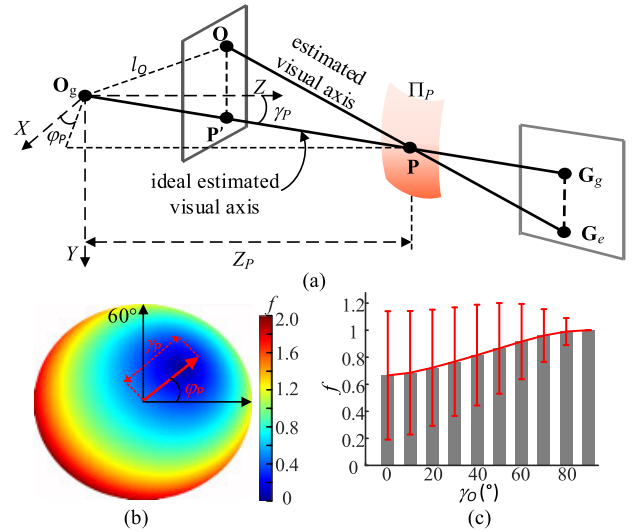 O
estimated
visual axis
l_O
O_g
Z
Π_P
X
φ_P
γ_P
P'
P
G_g
ideal estimated
visual axis
G_e
Y
Z_P
(a)
60°
γ_P
φ_P
f
2.0
1.6
1.2
0.8
0.4
0
(b)
f
1.2
1
0.8
0.6
0.4
0.2
0
0 20 40 60 80
γ_O (°)
(c)